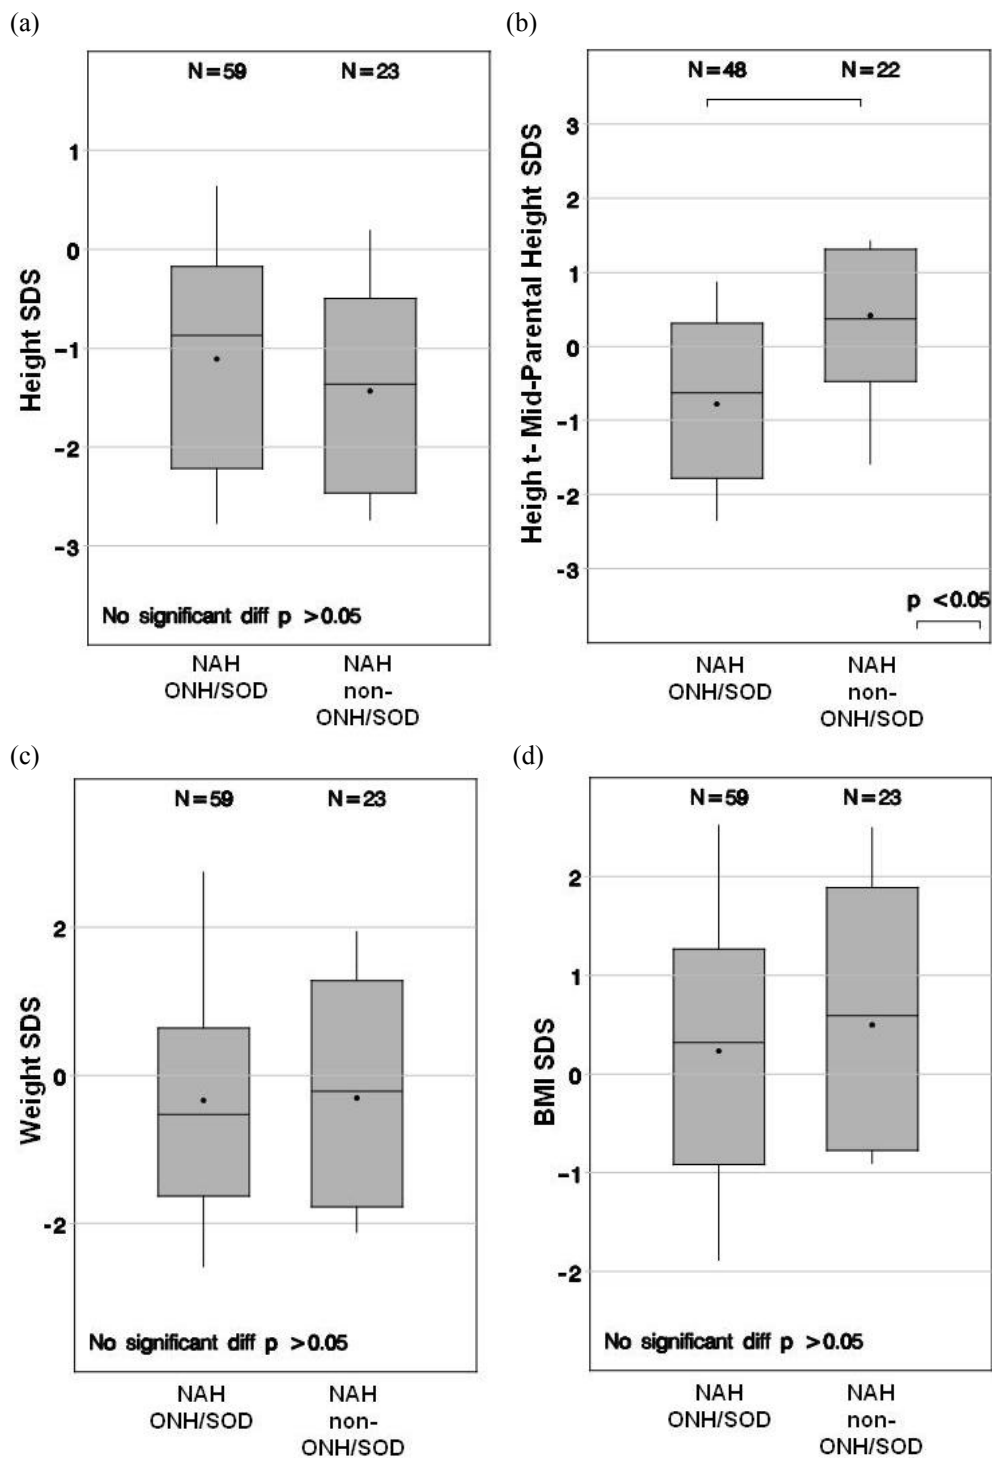 (a)
N=59 N=23
1
0
-1
-2
-3
Height SDS
No significant diff p >0.05
NAH
ONH/SOD
NAH
non-
ONH/SOD
(b)
N=48 N=22
3
2
1
0
-1
-2
-3
Heigh t- Mid-Parental Height SDS
p <0.05
NAH
ONH/SOD
NAH
non-
ONH/SOD
(c)
N=59 N=23
2
0
-2
Weight SDS
No significant diff p >0.05
NAH
ONH/SOD
NAH
non-
ONH/SOD
(d)
N=59 N=23
2
1
0
-1
-2
BMI SDS
No significant diff p >0.05
NAH
ONH/SOD
NAH
non-
ONH/SOD